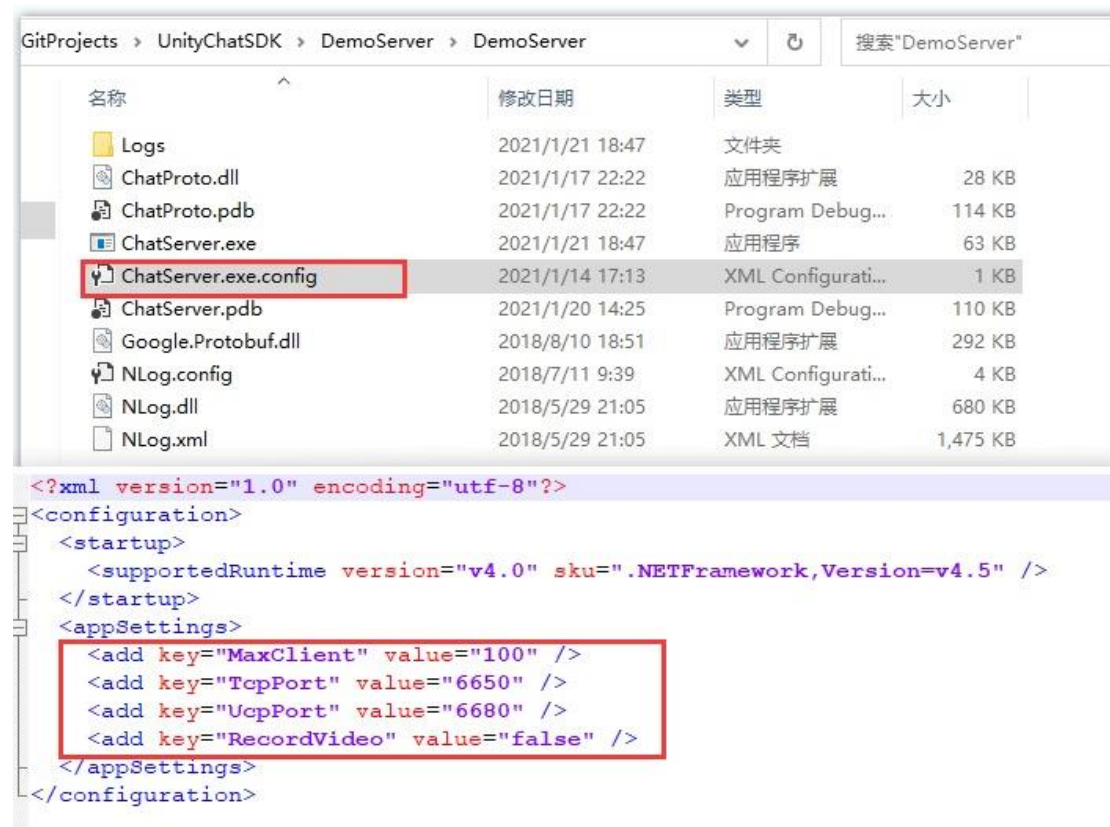 GitProjects > UnityChatSDK > DemoServer > DemoServer 搜索"DemoServer"
名称 修改日期 类型 大小
Logs 2021/1/21 18:47 文件夹
ChatProto.dll 2021/1/17 22:22 应用程序扩展 28 KB
ChatProto.pdb 2021/1/17 22:22 Program Debug... 114 KB
ChatServer.exe 2021/1/21 18:47 应用程序 63 KB
ChatServer.exe.config 2021/1/14 17:13 XML Configurati... 1 KB
ChatServer.pdb 2021/1/20 14:25 Program Debug... 110 KB
Google.Protobuf.dll 2018/8/10 18:51 应用程序扩展 292 KB
NLog.config 2018/7/11 9:39 XML Configurati... 4 KB
NLog.dll 2018/5/29 21:05 应用程序扩展 680 KB
NLog.xml 2018/5/29 21:05 XML 文档 1,475 KB
<?xml version="1.0" encoding="utf-8"?>
<configuration>
<startup>
<supportedRuntime version="v4.0" sku=".NETFramework,Version=v4.5" />
</startup>
<appSettings>
<add key="MaxClient" value="100" />
<add key="TcpPort" value="6650" />
<add key="UcpPort" value="6680" />
<add key="RecordVideo" value="false" />
</appSettings>
</configuration>